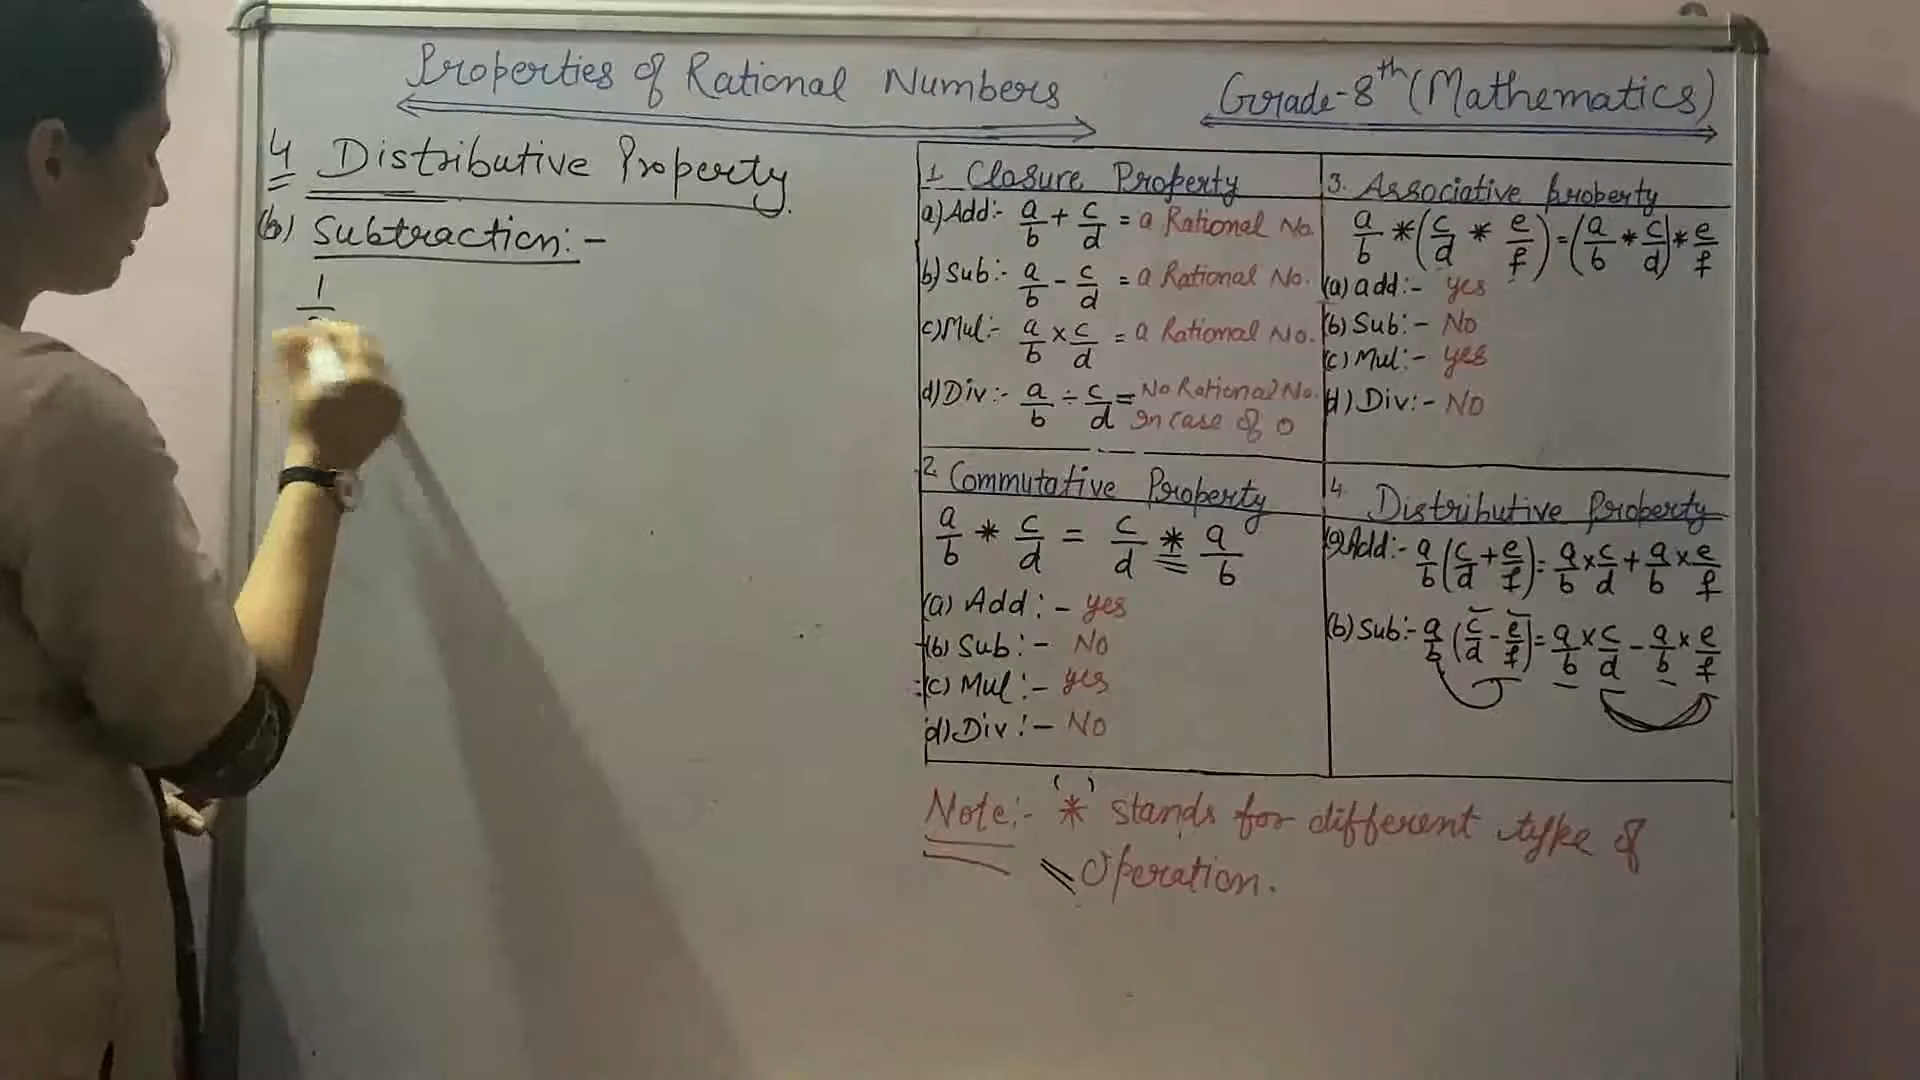 Properties of Rational Numbers
Grade-8th (Mathematics)
4 Distributive Property
(b) Subtraction:-
1
1. Closure Property
a) Add:- a/b + c/d = a Rational No.
b) Sub:- a/b - c/d = a Rational No.
c) Mul:- a/b × c/d = a Rational No.
d) Div:- a/b ÷ c/d = No Rational No. In case of 0
2. Commutative Property
a/b * c/d = c/d * a/b
(a) Add:- yes
(b) Sub:- No
(c) Mul:- yes
d) Div:- No
3. Associative property
a/b * (c/d * e/f) = (a/b * c/d) * e/f
(a) add:- yes
(b) Sub:- No
(c) Mul:- yes
d) Div:- NO
4. Distributive Property
(a) Add:- a/b (c/d + e/f) = a/b × c/d + a/b × e/f
(b) Sub:- a/b (c/d - e/f) = a/b × c/d - a/b × e/f
Note:- '*' stands for different type of
Operation.